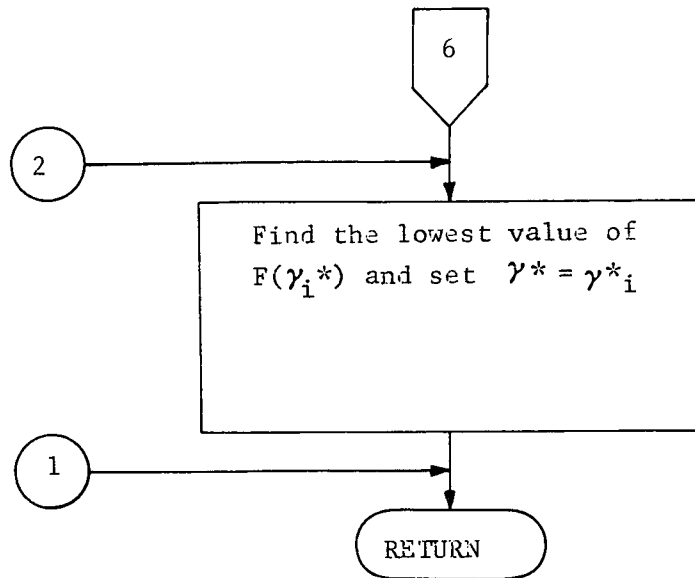 6
2
Find the lowest value of
F(γᵢ*) and set γ* = γ*ᵢ
1
RETURN